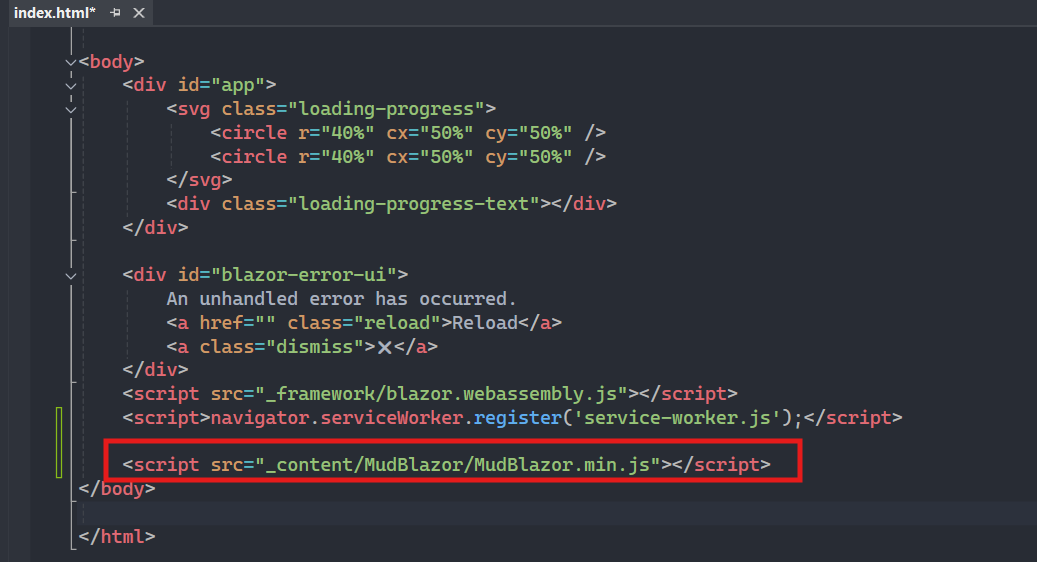 index.html*
<body>
<div id="app">
<svg class="loading-progress">
<circle r="40%" cx="50%" cy="50%" />
<circle r="40%" cx="50%" cy="50%" />
</svg>
<div class="loading-progress-text"></div>
</div>
<div id="blazor-error-ui">
An unhandled error has occurred.
<a href="" class="reload">Reload</a>
<a class="dismiss">🗙</a>
</div>
<script src="_framework/blazor.webassembly.js"></script>
<script>navigator.serviceWorker.register('service-worker.js');</script>
<script src="_content/MudBlazor/MudBlazor.min.js"></script>
</body>
</html>